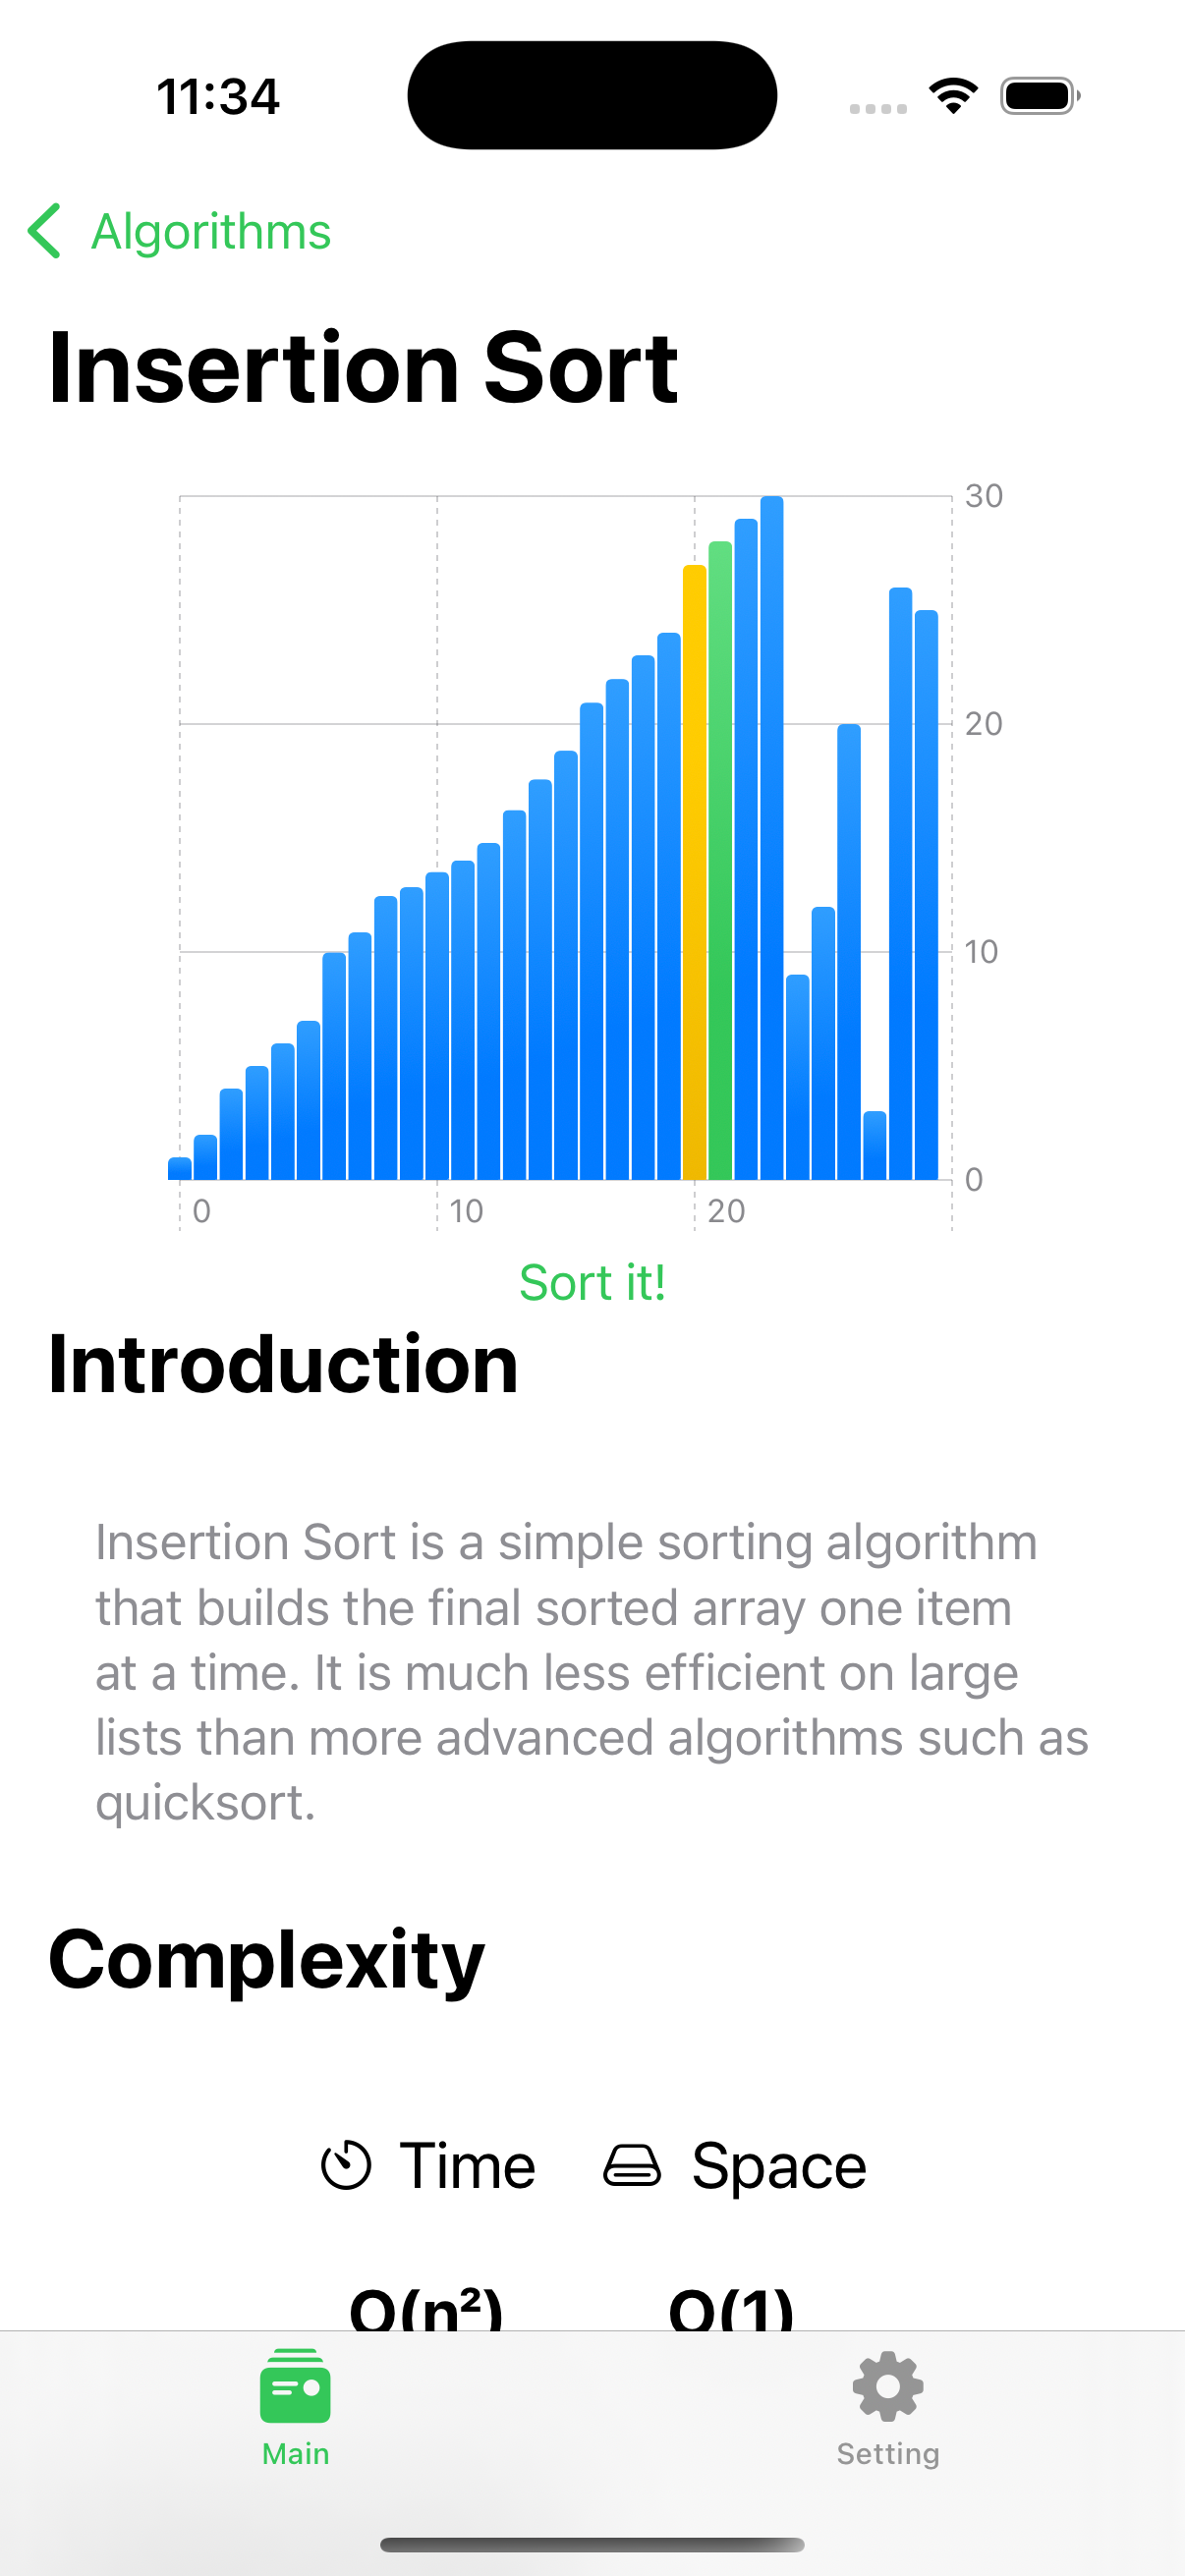 11:34
Algorithms
Insertion Sort
30
20
10
0
0
10
20
Sort it!
Introduction
Insertion Sort is a simple sorting algorithm
that builds the final sorted array one item
at a time. It is much less efficient on large
lists than more advanced algorithms such as
quicksort.
Complexity
Time Space
O(n²) O(1)
Main Setting